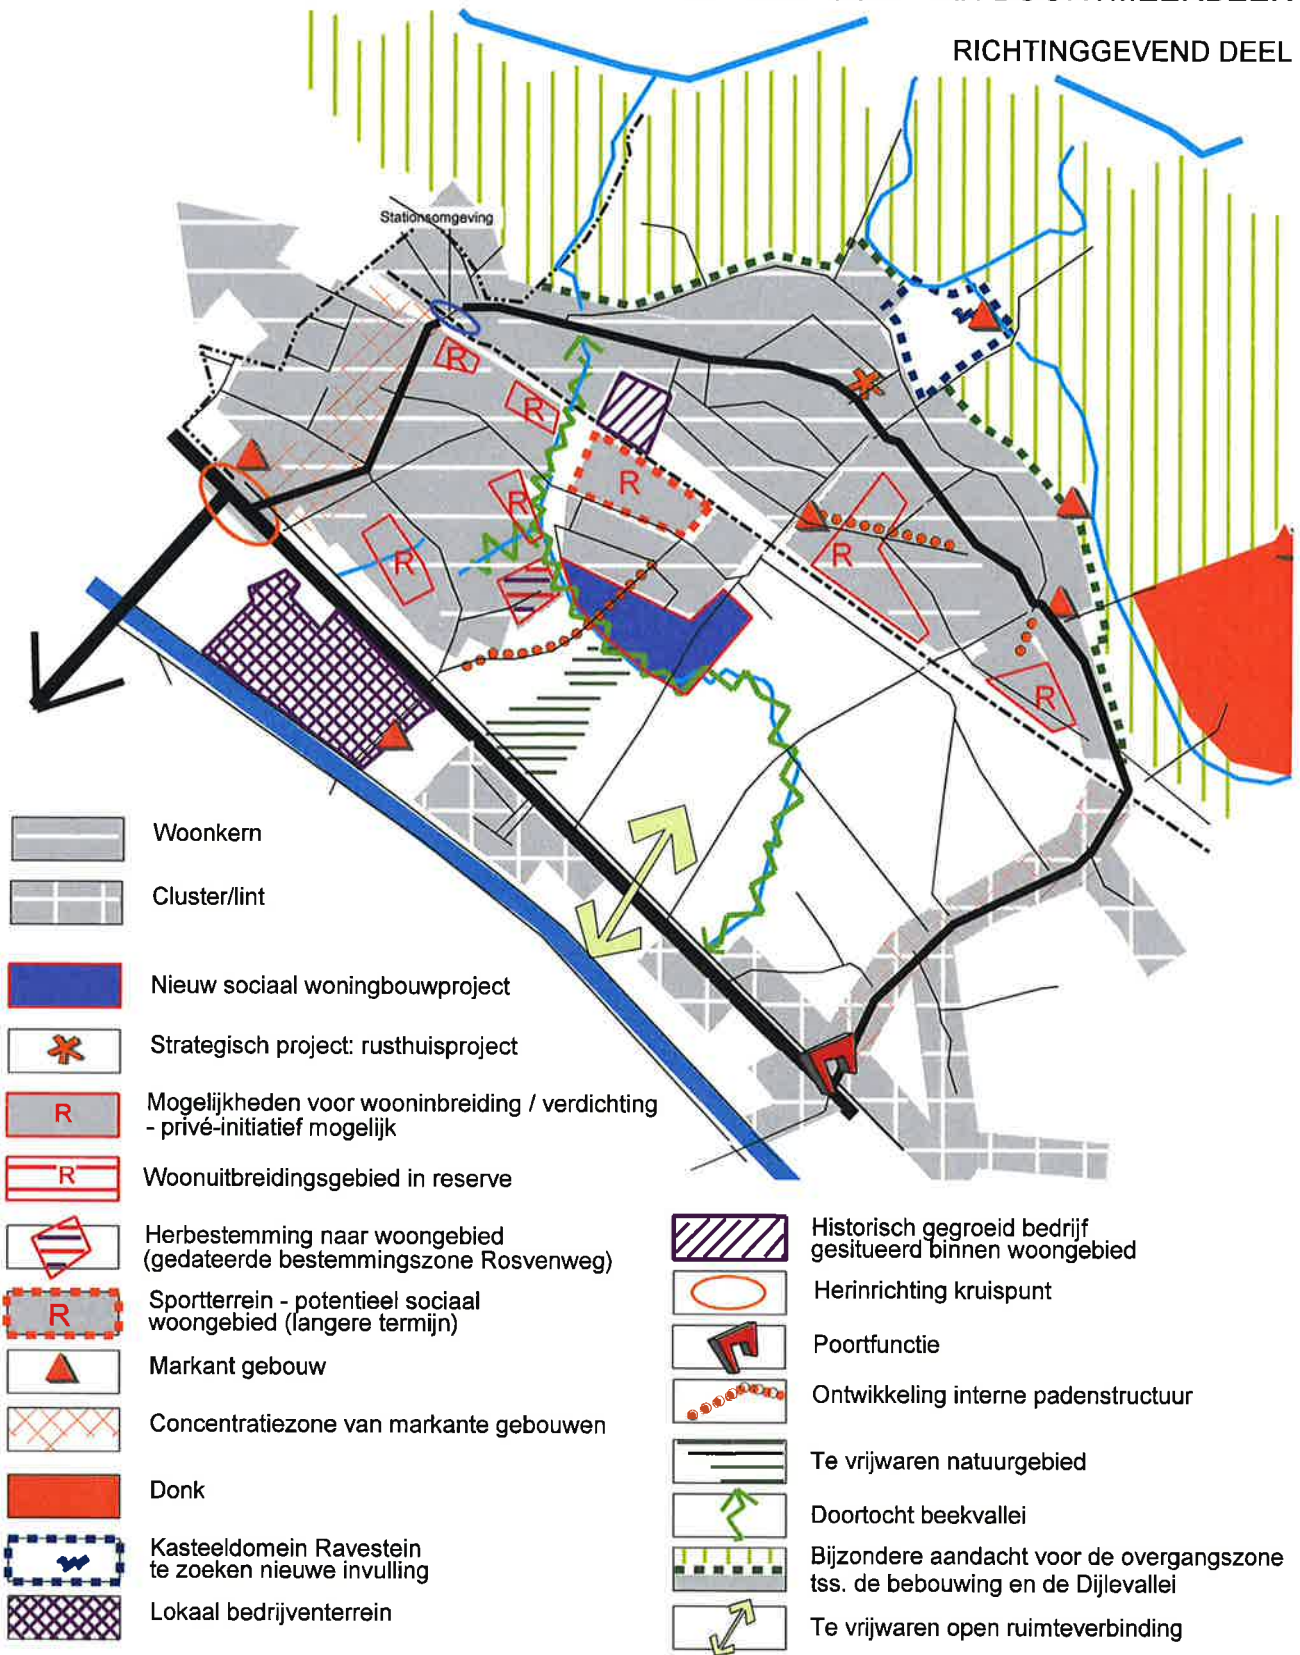 RICHTINGGEVEND DEEL
Stationsomgeving
R
R
R
R
R
R
R
Woonkern
Cluster/lint
Nieuw sociaal woningbouwproject
Strategisch project: rusthuisproject
R
Mogelijkheden voor wooninbreiding / verdichting
- privé-initiatief mogelijk
R
Woonuitbreidingsgebied in reserve
Herbestemming naar woongebied
(gedateerde bestemmingszone Rosvenweg)
R
Sportterrein - potentieel sociaal
woongebied (langere termijn)
Markant gebouw
Concentratiezone van markante gebouwen
Donk
Kasteeldomein Ravestein
te zoeken nieuwe invulling
Lokaal bedrijventerrein
Historisch gegroeid bedrijf
gesitueerd binnen woongebied
Herinrichting kruispunt
Poortfunctie
Ontwikkeling interne padenstructuur
Te vrijwaren natuurgebied
Doortocht beekvallei
Bijzondere aandacht voor de overgangszone
tss. de bebouwing en de Dijlevallei
Te vrijwaren open ruimteverbinding